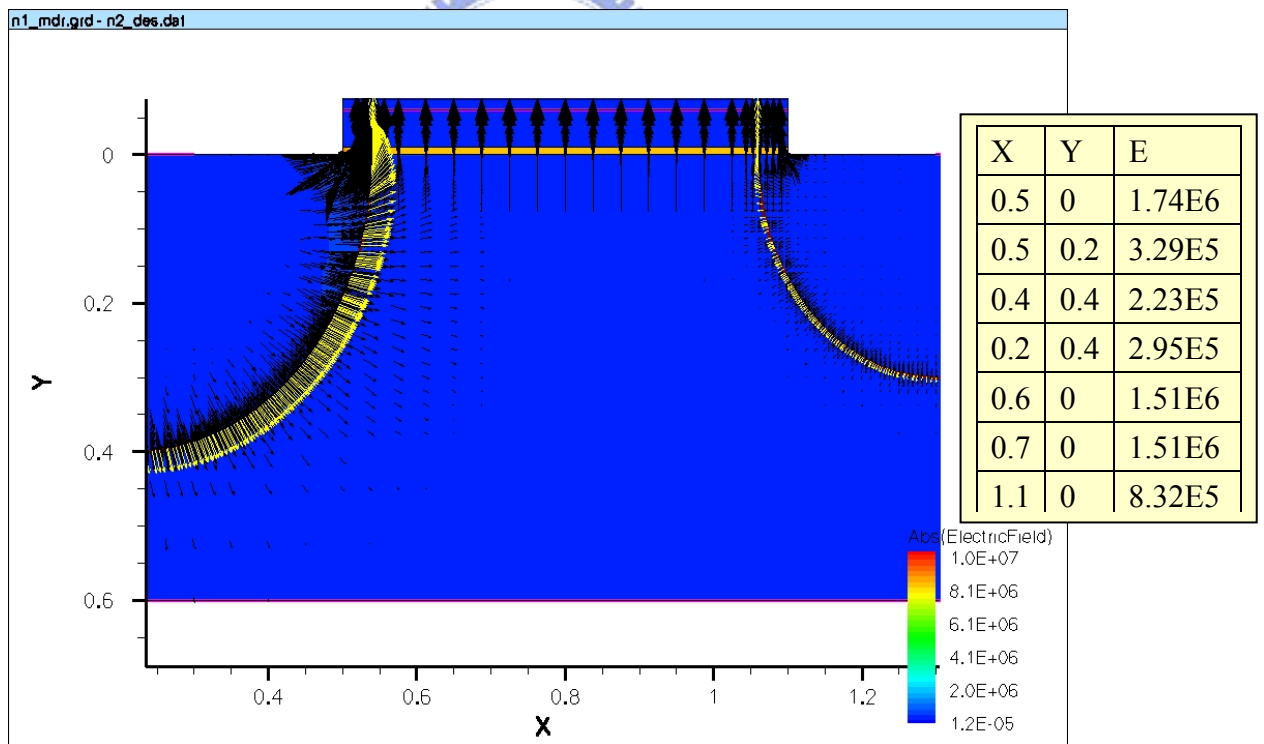 n1_mdr.grd - n2_des.dat
0
0.2
0.4
0.6
Y
0.4
0.6
0.8
1
1.2
X
X Y E
0.5 0 1.74E6
0.5 0.2 3.29E5
0.4 0.4 2.23E5
0.2 0.4 2.95E5
0.6 0 1.51E6
0.7 0 1.51E6
1.1 0 8.32E5
Abs(ElectricField)
1.0E+07
8.1E+06
6.1E+06
4.1E+06
2.0E+06
1.2E-05